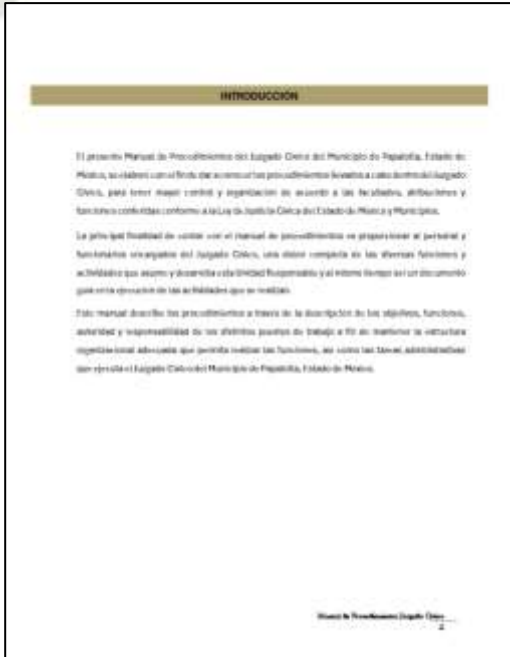 INTRODUCCIÓN
El presente Manual de Procedimientos del Juzgado Cívico del Municipio de Papalotla, Estado de
México, se elaboró con el fin de dar a conocer los procedimientos llevados a cabo dentro del Juzgado
Cívico, para tener mayor control y organización de acuerdo a las facultades, atribuciones y
funciones conferidas conforme a la Ley de Justicia Cívica del Estado de México y Municipios.
La principal finalidad de contar con el manual de procedimientos es proporcionar al personal y
funcionarios encargados del Juzgado Cívico, una visión completa de las diversas funciones y
actividades que asume y desarrolla esta Unidad Responsable y al mismo tiempo ser un documento
guía en la ejecución de las actividades que se realizan.
Este manual describe los procedimientos a través de la descripción de los objetivos, funciones,
autoridad y responsabilidad de los distintos puestos de trabajo a fin de mantener la estructura
organizacional adecuada que permita realizar las funciones, así como las tareas administrativas
que ejecuta el Juzgado Cívico del Municipio de Papalotla, Estado de México.
Manual de Procedimientos Juzgado Cívico
2